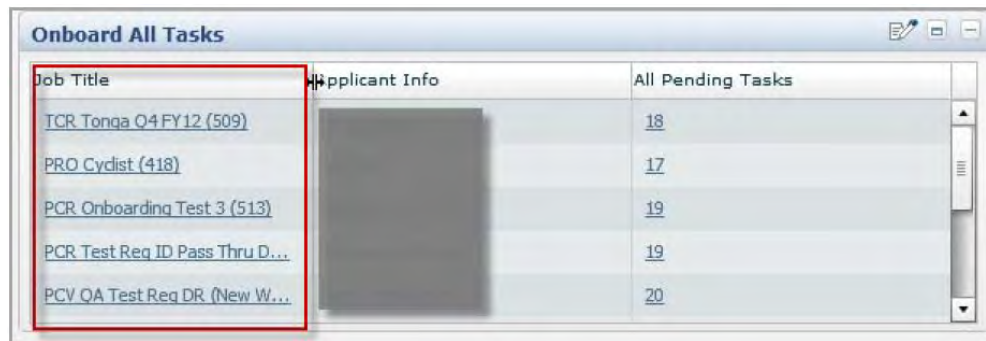 Onboard All Tasks
Job Title Applicant Info All Pending Tasks
TCR Tonga Q4 FY12 (509) 18
PRO Cyclist (418) 17
PCR Onboarding Test 3 (513) 19
PCR Test Req ID Pass Thru D... 19
PCV QA Test Req DR (New W... 20